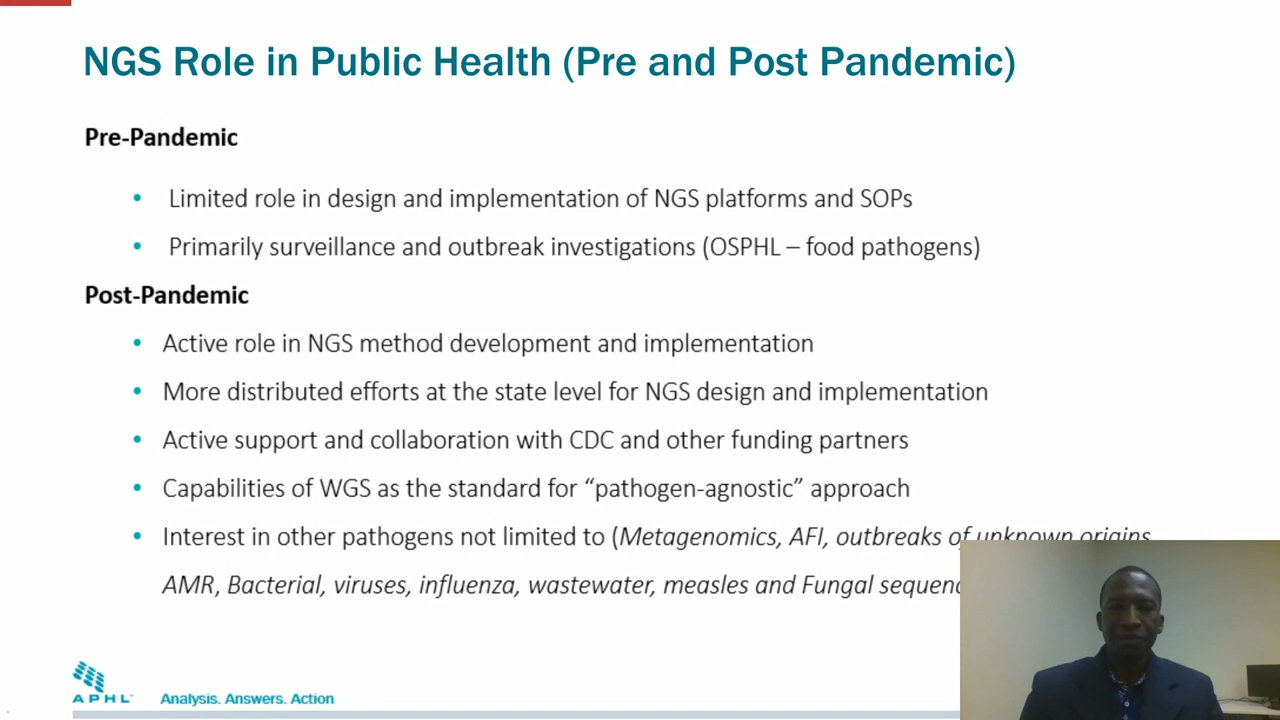 NGS Role in Public Health (Pre and Post Pandemic)
Pre-Pandemic
• Limited role in design and implementation of NGS platforms and SOPs
• Primarily surveillance and outbreak investigations (OSPHL – food pathogens)
Post-Pandemic
• Active role in NGS method development and implementation
• More distributed efforts at the state level for NGS design and implementation
• Active support and collaboration with CDC and other funding partners
• Capabilities of WGS as the standard for “pathogen-agnostic” approach
• Interest in other pathogens not limited to (Metagenomics, AFI, outbreaks of unknown origins
AMR, Bacterial, viruses, influenza, wastewater, measles and Fungal
APHL™ Analysis. Answers. Action